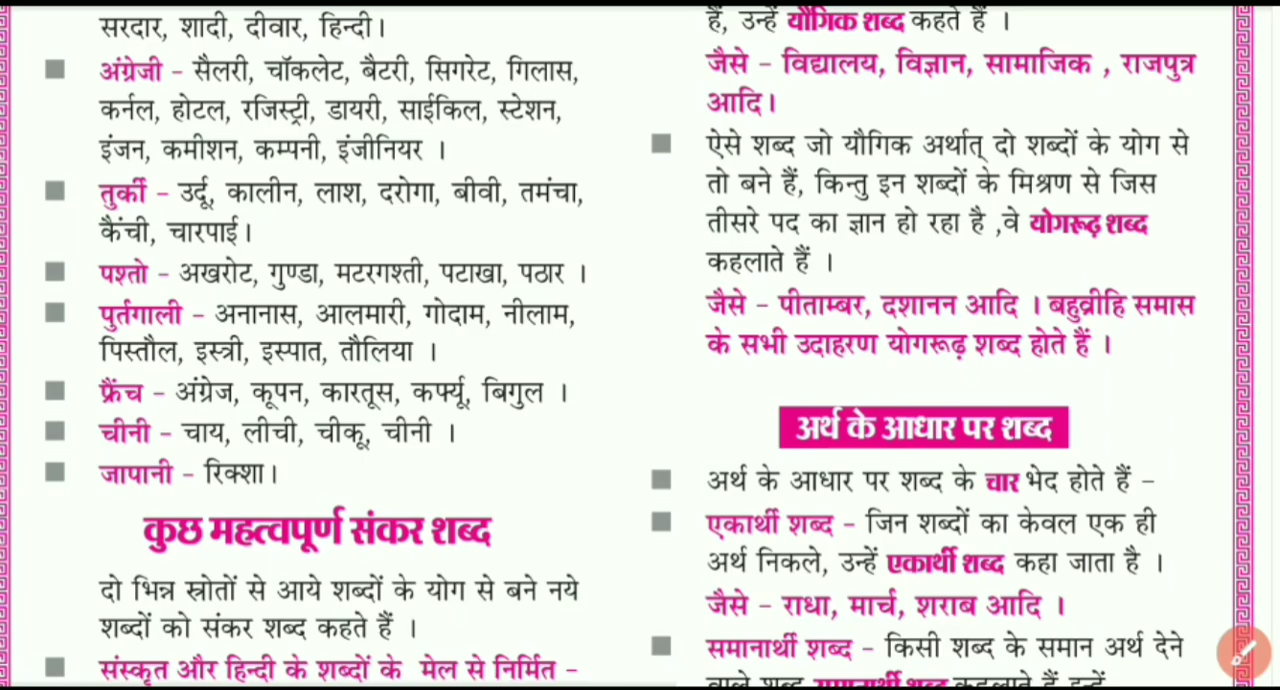 सरदार, शादी, दीवार, हिन्दी।
अंग्रेजी – सैलरी, चॉकलेट, बैटरी, सिगरेट, गिलास,
कर्नल, होटल, रजिस्ट्री, डायरी, साईकिल, स्टेशन,
इंजन, कमीशन, कम्पनी, इंजीनियर ।
तुर्की – उर्दू, कालीन, लाश, दरोगा, बीवी, तमंचा,
कैंची, चारपाई।
पश्तो – अखरोट, गुण्डा, मटरगश्ती, पटाखा, पठार ।
पुर्तगाली – अनानास, आलमारी, गोदाम, नीलाम,
पिस्तौल, इस्त्री, इस्पात, तौलिया ।
फ्रैंच – अंग्रेज, कूपन, कारतूस, कर्फ्यू, बिगुल ।
चीनी – चाय, लीची, चीकू, चीनी ।
जापानी – रिक्शा।
कुछ महत्वपूर्ण संकर शब्द
दो भिन्न स्रोतों से आये शब्दों के योग से बने नये
शब्दों को संकर शब्द कहते हैं ।
संस्कृत और हिन्दी के शब्दों के मेल से निर्मित –
हैं, उन्हें यौगिक शब्द कहते हैं ।
जैसे – विद्यालय, विज्ञान, सामाजिक , राजपुत्र
आदि।
ऐसे शब्द जो यौगिक अर्थात् दो शब्दों के योग से
तो बने हैं, किन्तु इन शब्दों के मिश्रण से जिस
तीसरे पद का ज्ञान हो रहा है ,वे योगरूढ़ शब्द
कहलाते हैं ।
जैसे – पीताम्बर, दशानन आदि । बहुव्रीहि समास
के सभी उदाहरण योगरूढ़ शब्द होते हैं ।
अर्थ के आधार पर शब्द
अर्थ के आधार पर शब्द के चार भेद होते हैं –
एकार्थी शब्द – जिन शब्दों का केवल एक ही
अर्थ निकले, उन्हें एकार्थी शब्द कहा जाता है ।
जैसे – राधा, मार्च, शराब आदि ।
समानार्थी शब्द – किसी शब्द के समान अर्थ देने
वाले शब्द समानार्थी शब्द कहलाते हैं इन्हें